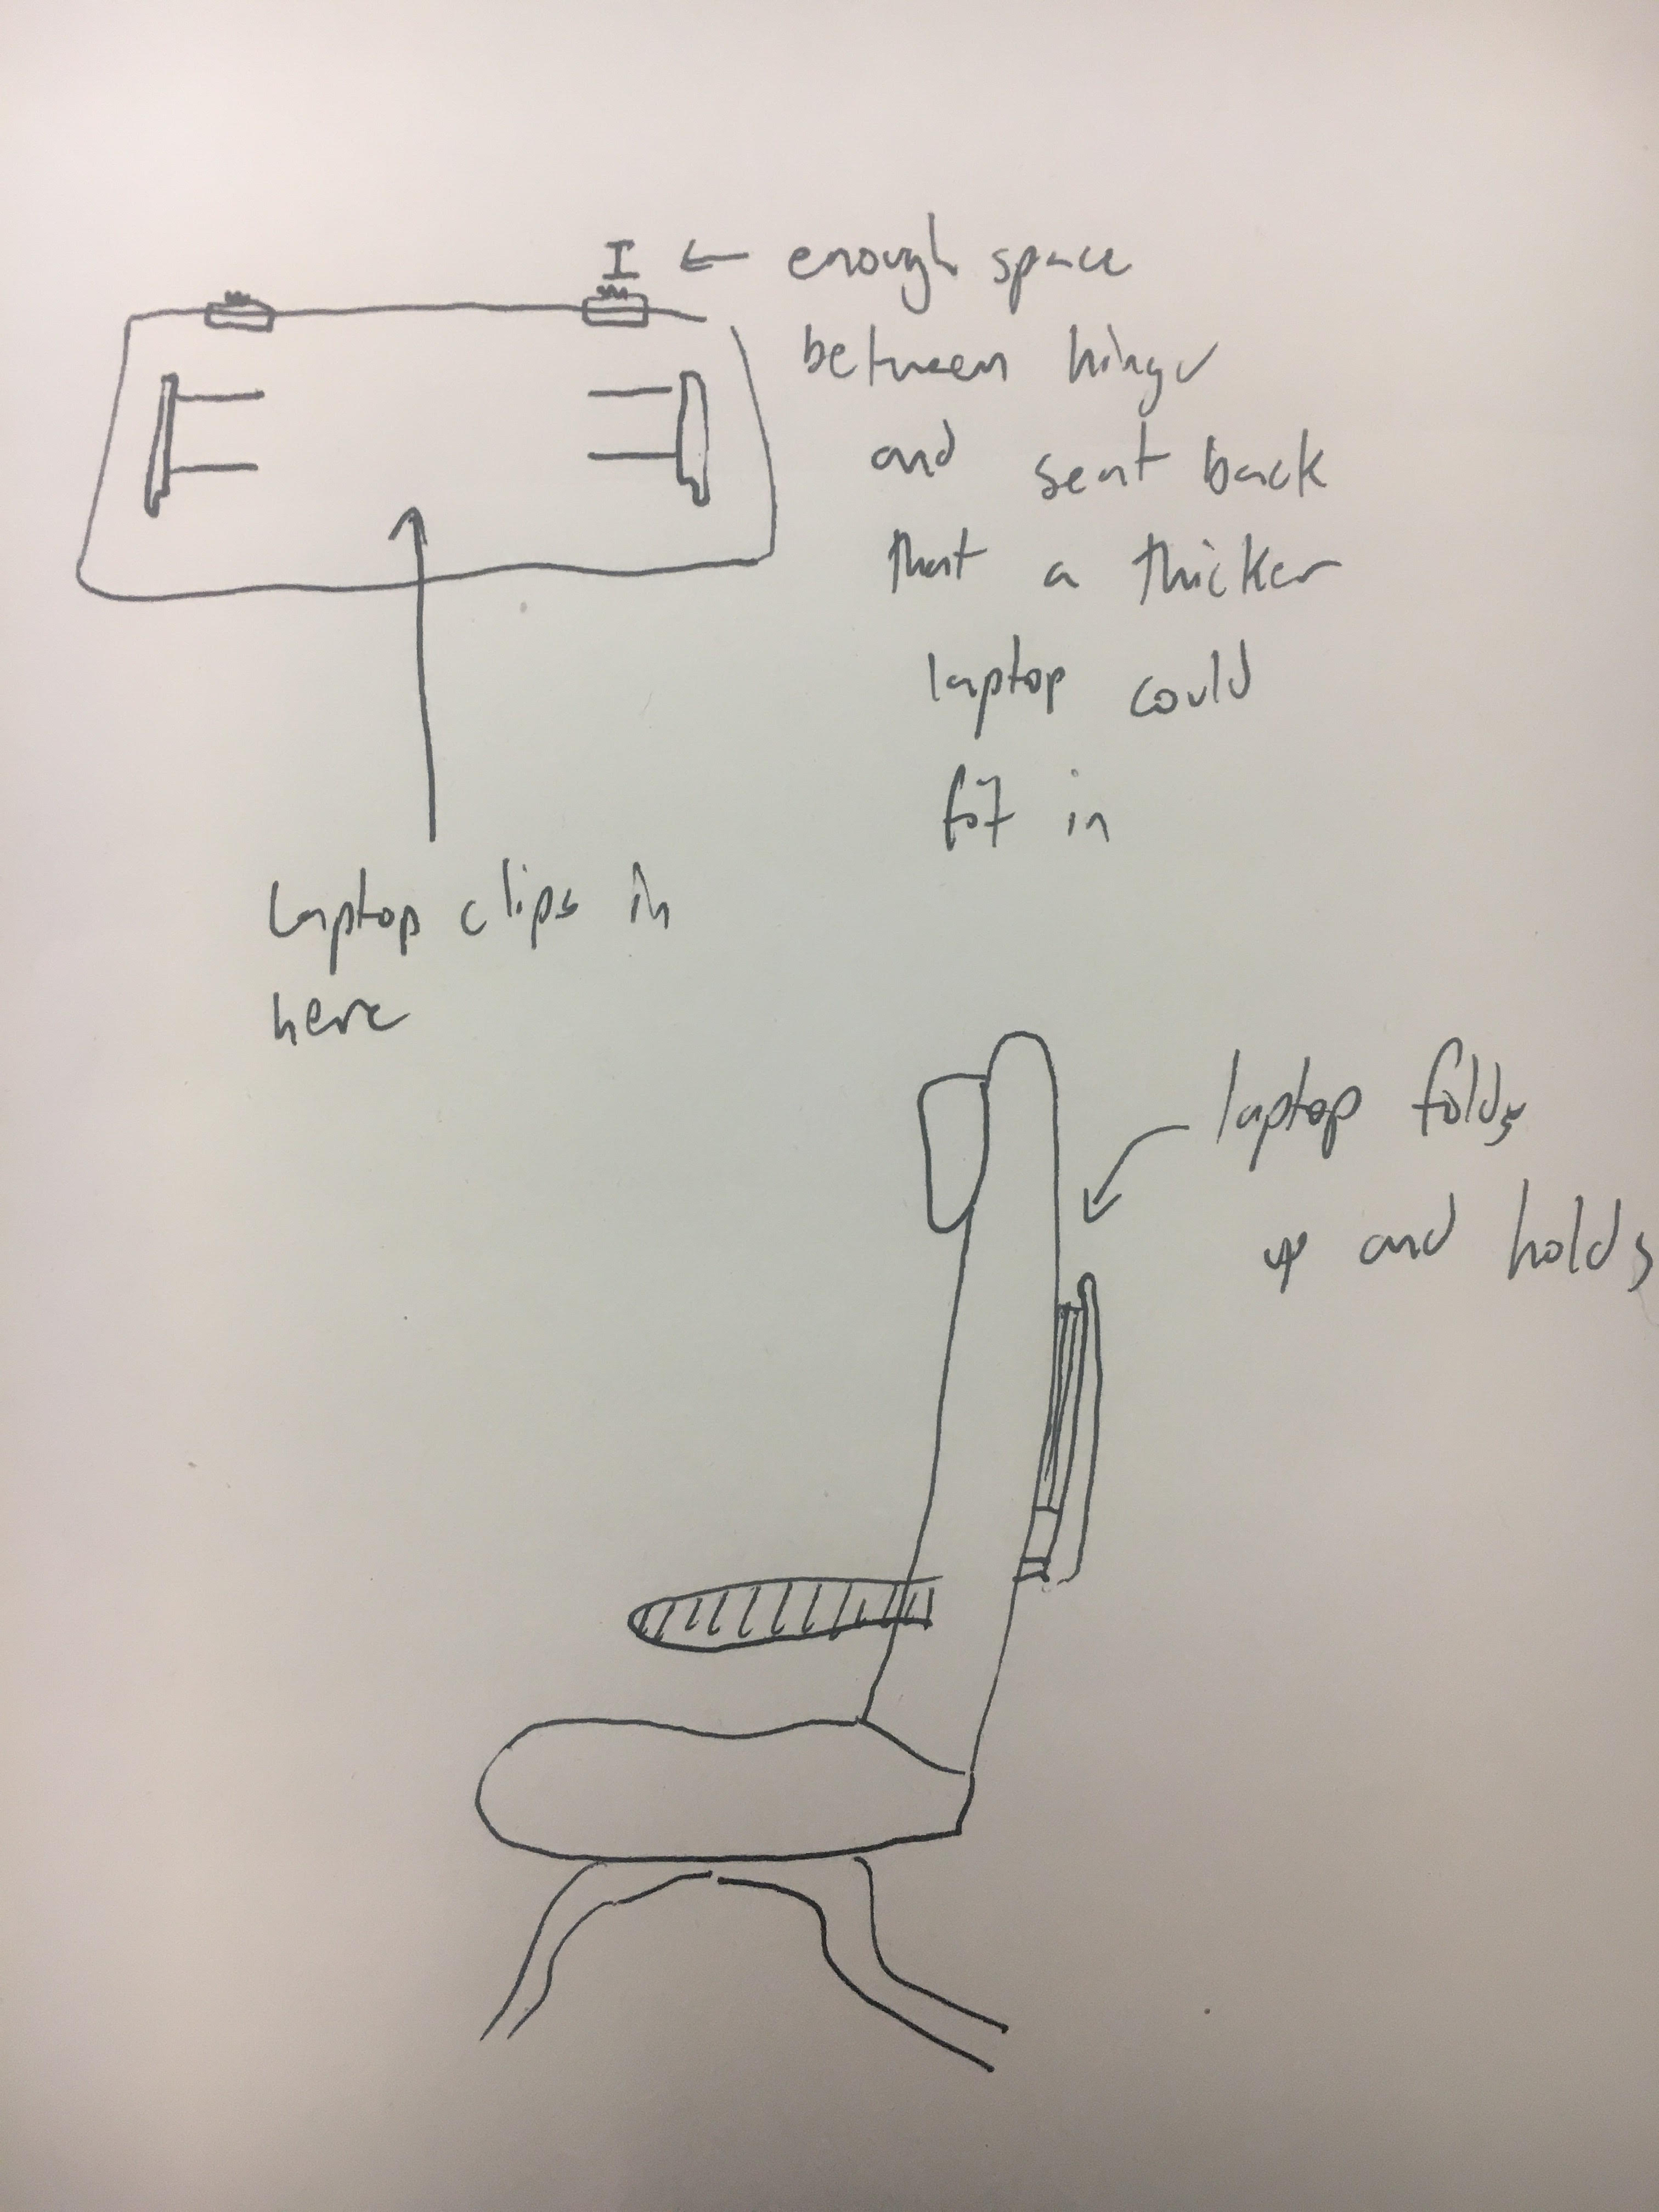 I ← enough space
between hinge
and seat back
that a thicker
laptop could
fit in
laptop clips in
here
laptop folds
up and holds